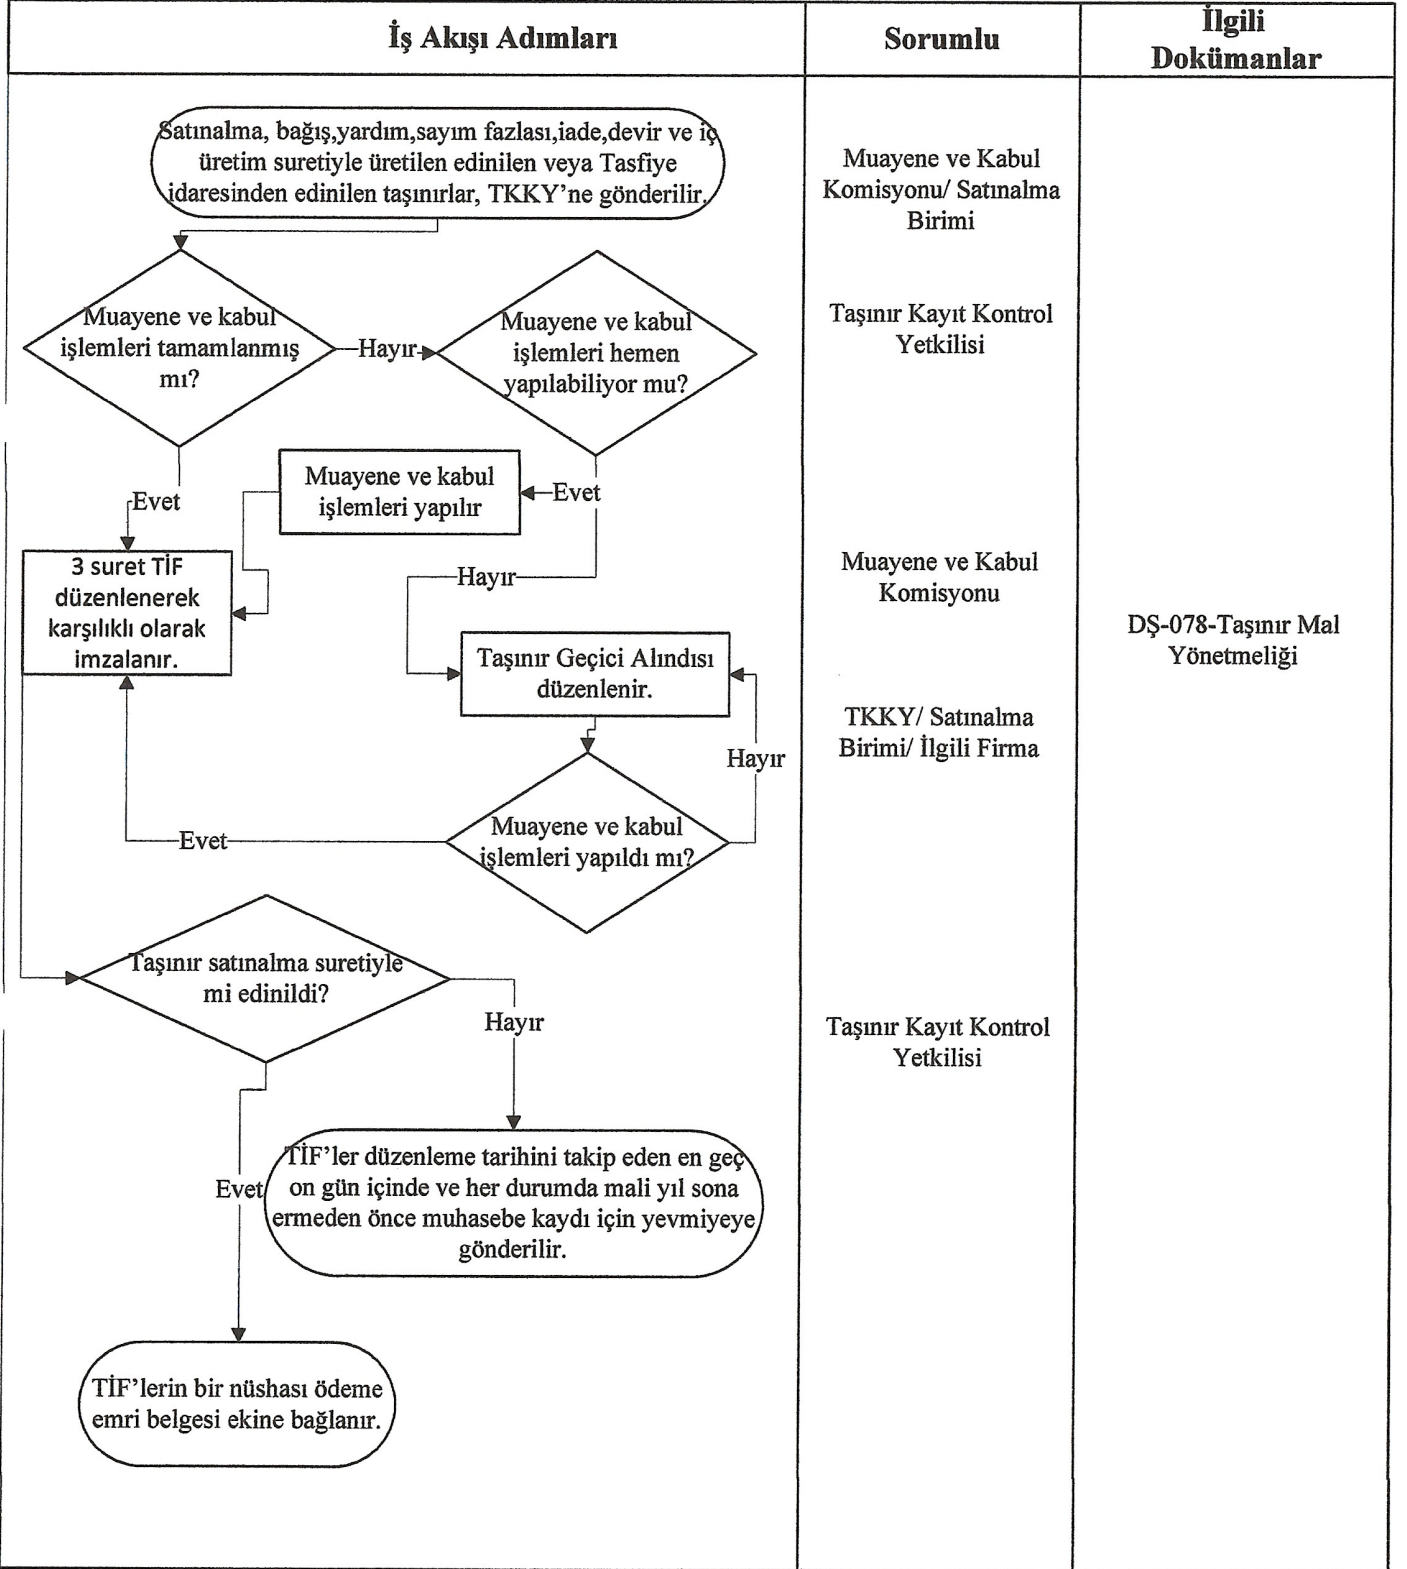 İş Akışı Adımları
Sorumlu
İlgili
Dokümanlar
Satınalma, bağış,yardım,sayım fazlası,iade,devir ve iç
üretim suretiyle üretilen edinilen veya Tasfiye
idaresinden edinilen taşınırlar, TKKY’ne gönderilir.
Muayene ve Kabul
Komisyonu/ Satınalma
Birimi
Muayene ve kabul
işlemleri tamamlanmış
mı?
Hayır
Muayene ve kabul
işlemleri hemen
yapılabiliyor mu?
Taşınır Kayıt Kontrol
Yetkilisi
Evet
Muayene ve kabul
işlemleri yapılır
Evet
3 suret TİF
düzenlenerek
karşılıklı olarak
imzalanır.
Hayır
Muayene ve Kabul
Komisyonu
DŞ-078-Taşınır Mal
Yönetmeliği
Taşınır Geçici Alındısı
düzenlenir.
TKKY/ Satınalma
Birimi/ İlgili Firma
Hayır
Evet
Muayene ve kabul
işlemleri yapıldı mı?
Taşınır satınalma suretiyle
mi edinildi?
Hayır
Taşınır Kayıt Kontrol
Yetkilisi
Evet
TİF’ler düzenleme tarihini takip eden en geç
on gün içinde ve her durumda mali yıl sona
ermeden önce muhasebe kaydı için yevmiyeye
gönderilir.
TİF’lerin bir nüshası ödeme
emri belgesi ekine bağlanır.